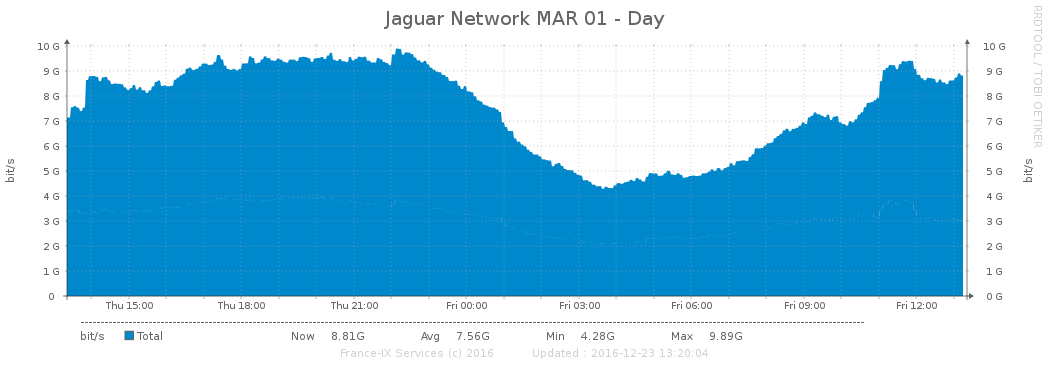 Jaguar Network MAR 01 - Day
RRDTOOL / TOBI OETIKER
bit/s
10 G
9 G
8 G
7 G
6 G
5 G
4 G
3 G
2 G
1 G
0
10 G
9 G
8 G
7 G
6 G
5 G
4 G
3 G
2 G
1 G
0 G
bit/s
Thu 15:00 Thu 18:00 Thu 21:00 Fri 00:00 Fri 03:00 Fri 06:00 Fri 09:00 Fri 12:00
bit/s Total Now 8.81G Avg 7.56G Min 4.28G Max 9.89G
France-IX Services (c) 2016 Updated : 2016-12-23 13:20:04